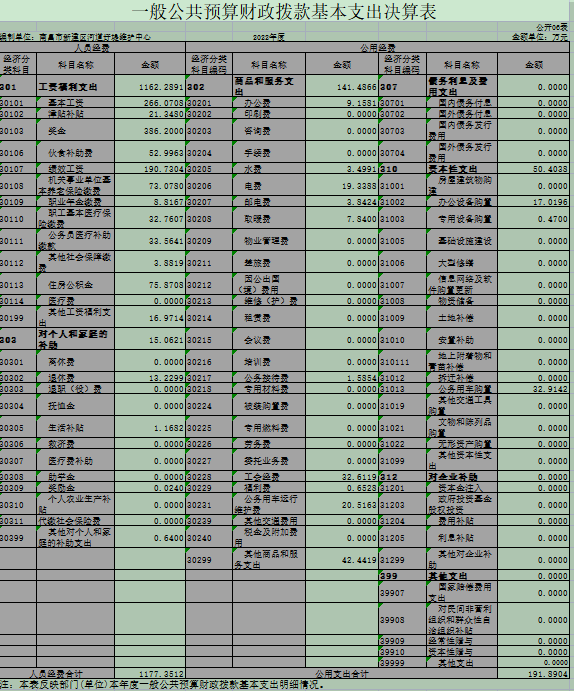 一般公共预算财政拨款基本支出决算表
公开06表
编制单位：南昌市新建区河道好堤维护中心 2022年度 金额单位：万元
人员经费 公用经费
经济分类科目编码 科目名称 金额 经济分类科目编码 科目名称 金额 经济分类科目编码 科目名称 金额
301 工资福利支出 1162.2891 302 商品和服务支出 141.4866 307 债务利息及费用支出 0.0000
30101 基本工资 266.0708 30201 办公费 9.1581 30701 国内债务付息 0.0000
30102 津贴补贴 21.3480 30202 印刷费 0.0000 30702 国外债务付息 0.0000
30103 奖金 386.2000 30203 咨询费 0.0000 30703 国内债务发行费用 0.0000
30106 伙食补助费 52.9963 30204 手续费 0.0000 30704 国外债务发行费用 0.0000
30107 绩效工资 190.7304 30205 水费 3.4991 310 资本性支出 50.4038
30108 机关事业单位基本养老保险缴费 73.0780 30206 电费 19.3388 31001 房屋建筑物购建 0.0000
30109 职业年金缴费 8.8167 30207 邮电费 3.8424 31002 办公设备购置 17.0196
30110 职工基本医疗保险缴费 32.7607 30208 取暖费 7.8400 31003 专用设备购置 0.4700
30111 公务员医疗补助缴款 33.5641 30209 物业管理费 0.0000 31005 基础设施建设 0.0000
30112 其他社会保障缴费 3.8819 30211 差旅费 0.0000 31006 大型修缮 0.0000
30113 住房公积金 75.8708 30212 因公出国（境）费用 0.0000 31007 信息网络及软件购置更新 0.0000
30114 医疗费 0.0000 30213 维修（护）费 0.0000 31008 物资储备 0.0000
30199 其他工资福利支出 16.9714 30214 租赁费 0.0000 31009 土地补偿 0.0000
303 对个人和家庭的补助 15.0621 30215 会议费 0.0000 31010 安置补助 0.0000
30301 离休费 0.0000 30216 培训费 0.0000 310111 地上附着物和青苗补偿 0.0000
30302 退休费 13.2299 30217 公务接待费 1.5854 31012 拆迁补偿 0.0000
30303 退职（役）费 0.0000 30218 专用材料费 0.0000 31013 公务用车购置 32.9142
30304 抚恤金 0.0000 30224 被装购置费 0.0000 31019 其他交通工具购置 0.0000
30305 生活补贴 1.1682 30225 专用燃料费 0.0000 31021 文物和陈列品购置 0.0000
30306 救济费 0.0000 30226 劳务费 0.0000 31022 无形资产购置 0.0000
30307 医疗费补助 0.0000 30227 委托业务费 0.0000 31099 其他资本性支出 0.0000
30308 助学金 0.0000 30228 工会经费 32.6119 312 对企业补助 0.0000
30309 奖励金 0.0240 30229 福利费 0.6528 31201 资本金注入 0.0000
30310 个人农业生产补贴 0.0000 30231 公务用车运行维护费 20.5163 31203 政府投资基金股权投资 0.0000
30311 代缴社会保险费 0.0000 30239 其他交通费用 0.0000 31204 费用补贴 0.0000
30399 其他对个人和家庭的补助支出 0.6400 30240 税金及附加费用 0.0000 31205 利息补贴 0.0000
30299 其他商品和服务支出 42.4419 31299 其他对企业补助 0.0000
399 其他支出 0.0000
39907 国家赔偿费用支出 0.0000
39908 对民间非营利组织和群众性自治组织补贴 0.0000
39909 经常性赠与 0.0000
39910 资本性赠与 0.0000
39999 其他支出 0.0000
人员经费合计 1177.3512 公用支出合计 191.8904
注：本表反映部门(单位)本年度一般公共预算财政拨款基本支出明细情况。